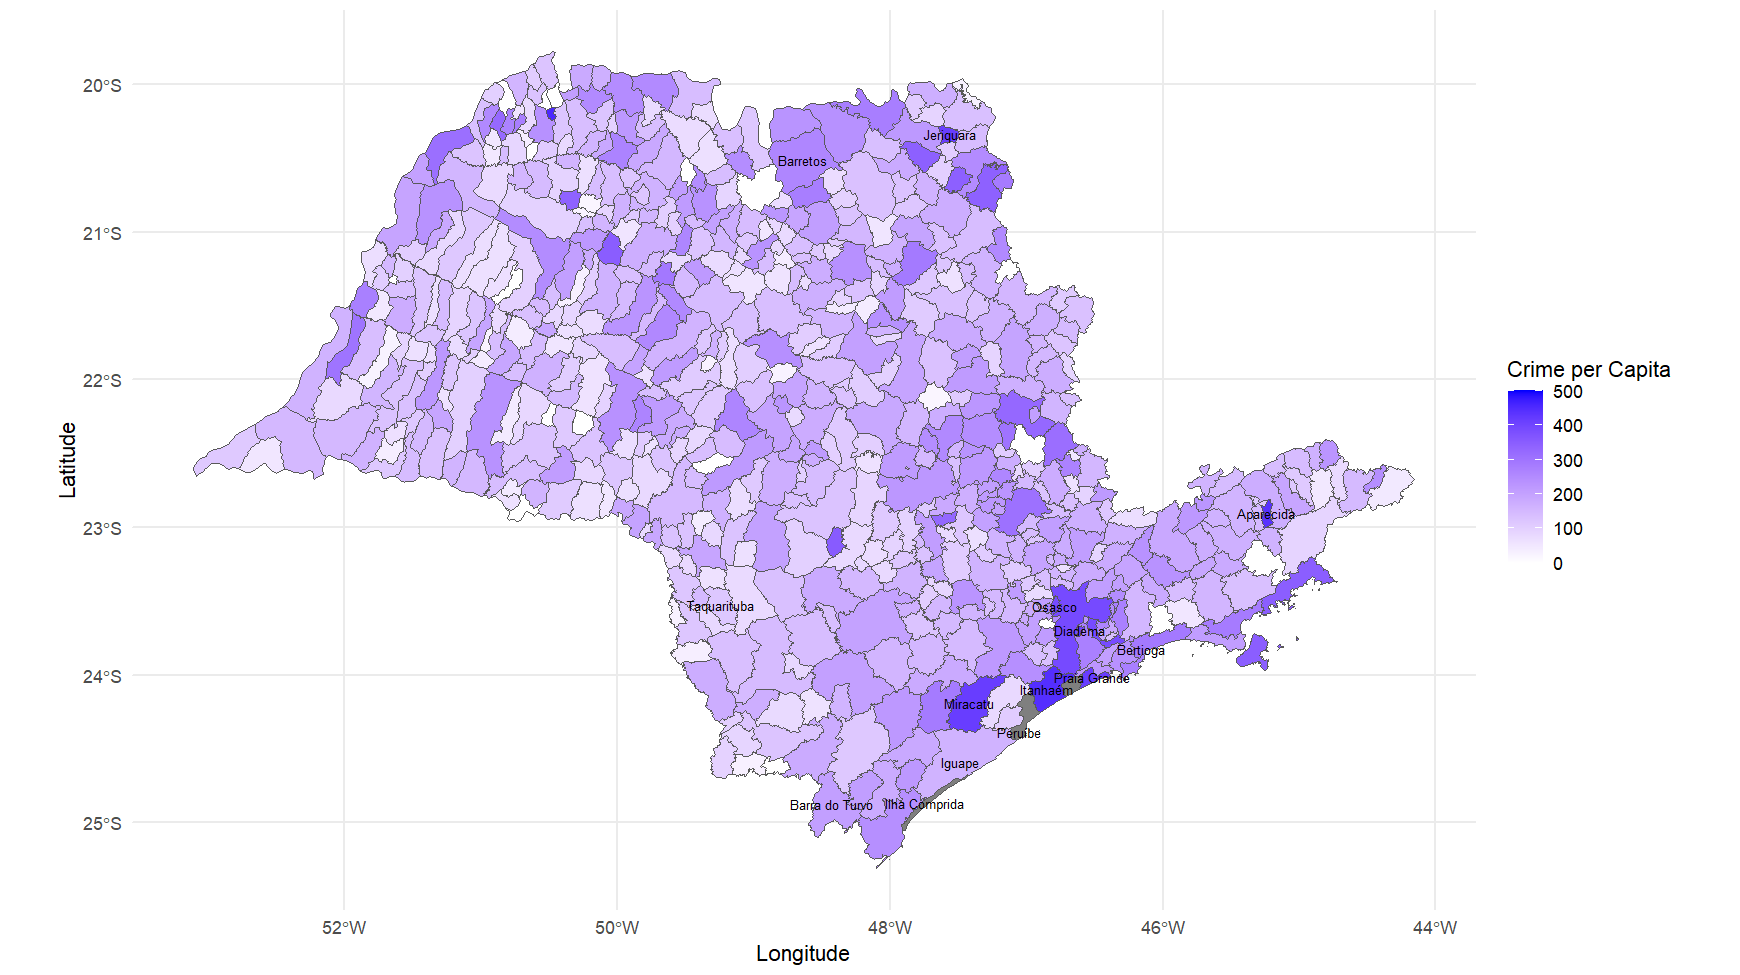 20°S
21°S
22°S
23°S
24°S
25°S
Latitude
Jeriquara
Barretos
Aparecida
Taquarituba
Osasco
Diadema
Bertioga
Praia Grande
Itanhaém
Miracatu
Peruíbe
Iguape
Barra do Turvo
Ilha Comprida
52°W
50°W
48°W
46°W
44°W
Longitude
Crime per Capita
500
400
300
200
100
0